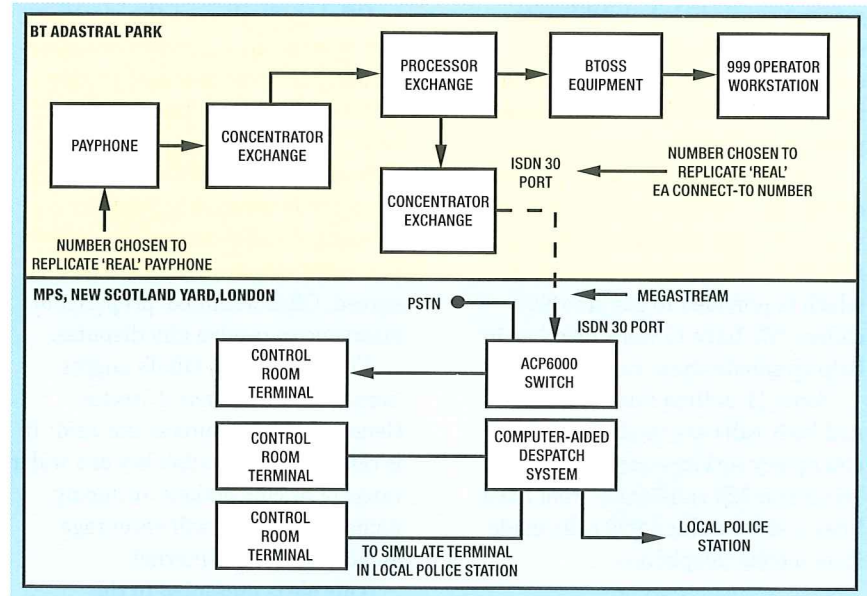 BT ADASTRAL PARK
PAYPHONE
CONCENTRATOR
EXCHANGE
PROCESSOR
EXCHANGE
BTOSS
EQUIPMENT
999 OPERATOR
WORKSTATION
CONCENTRATOR
EXCHANGE
ISDN 30
PORT
NUMBER CHOSEN TO
REPLICATE 'REAL'
EA CONNECT-TO NUMBER
NUMBER CHOSEN TO
REPLICATE 'REAL' PAYPHONE
MPS, NEW SCOTLAND YARD,LONDON
PSTN
MEGASTREAM
ISDN 30 PORT
CONTROL
ROOM
TERMINAL
ACP6000
SWITCH
CONTROL
ROOM
TERMINAL
COMPUTER-AIDED
DESPATCH
SYSTEM
CONTROL
ROOM
TERMINAL
TO SIMULATE TERMINAL
IN LOCAL POLICE STATION
LOCAL POLICE
STATION